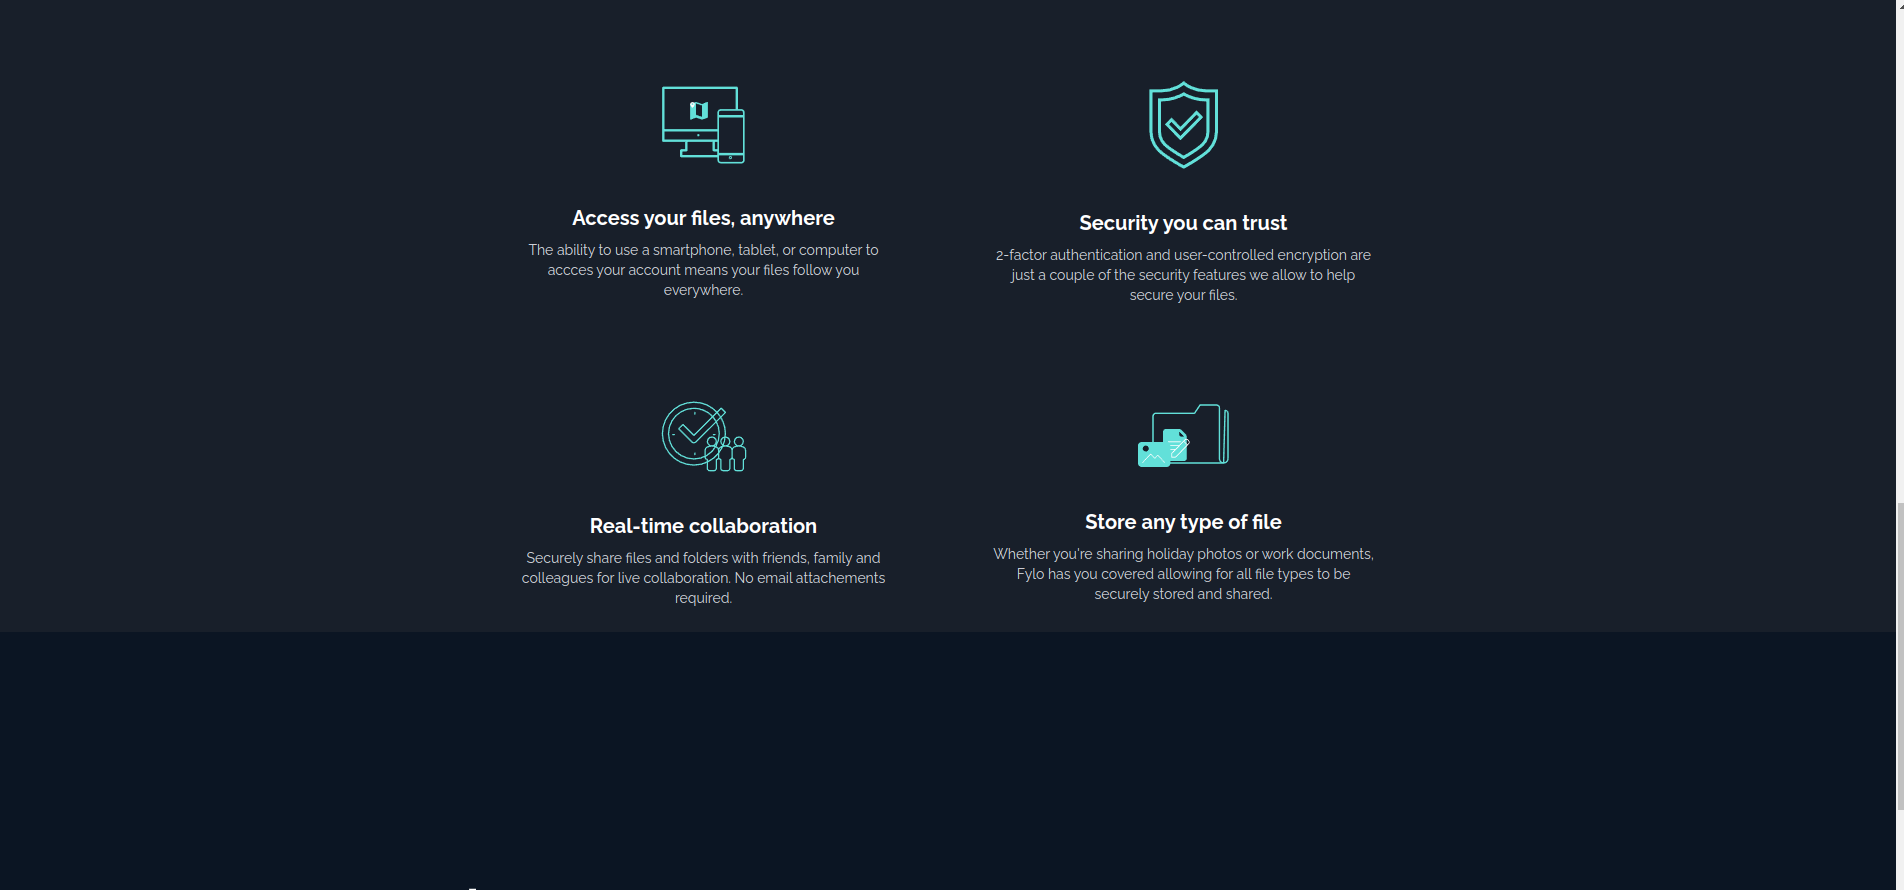 Access your files, anywhere
The ability to use a smartphone, tablet, or computer to
accces your account means your files follow you
everywhere.
Security you can trust
2-factor authentication and user-controlled encryption are
just a couple of the security features we allow to help
secure your files.
Real-time collaboration
Securely share files and folders with friends, family and
colleagues for live collaboration. No email attachements
required.
Store any type of file
Whether you're sharing holiday photos or work documents,
Fylo has you covered allowing for all file types to be
securely stored and shared.